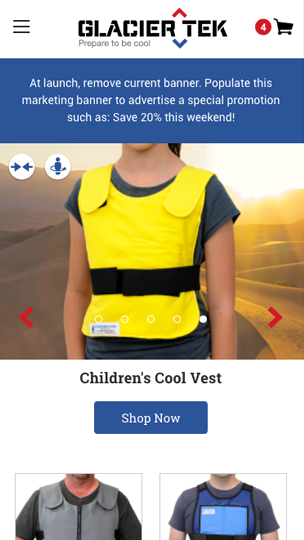 GLACIER TEK
Prepare to be cool
4
At launch, remove current banner. Populate this
marketing banner to advertise a special promotion
such as: Save 20% this weekend!
Children's Cool Vest
Shop Now